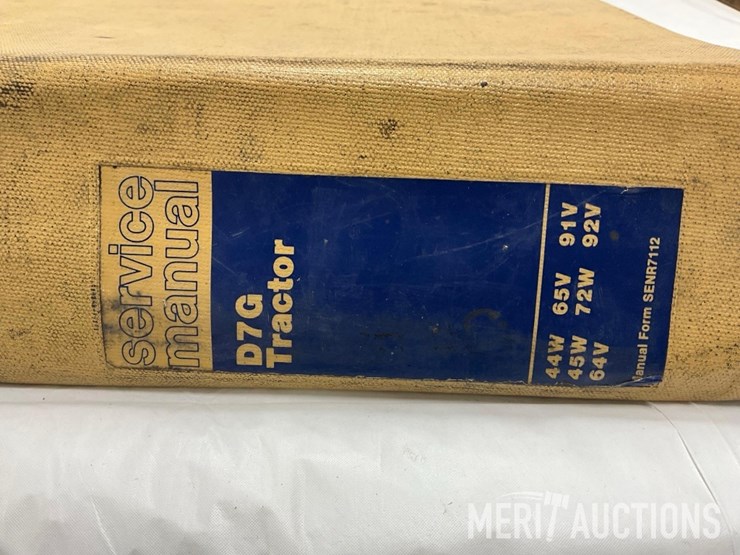 service
manual
D7G
Tractor
44W 65V 91V
45W 72W 92V
64V
Manual Form SENR7112
MERIT AUCTIONS